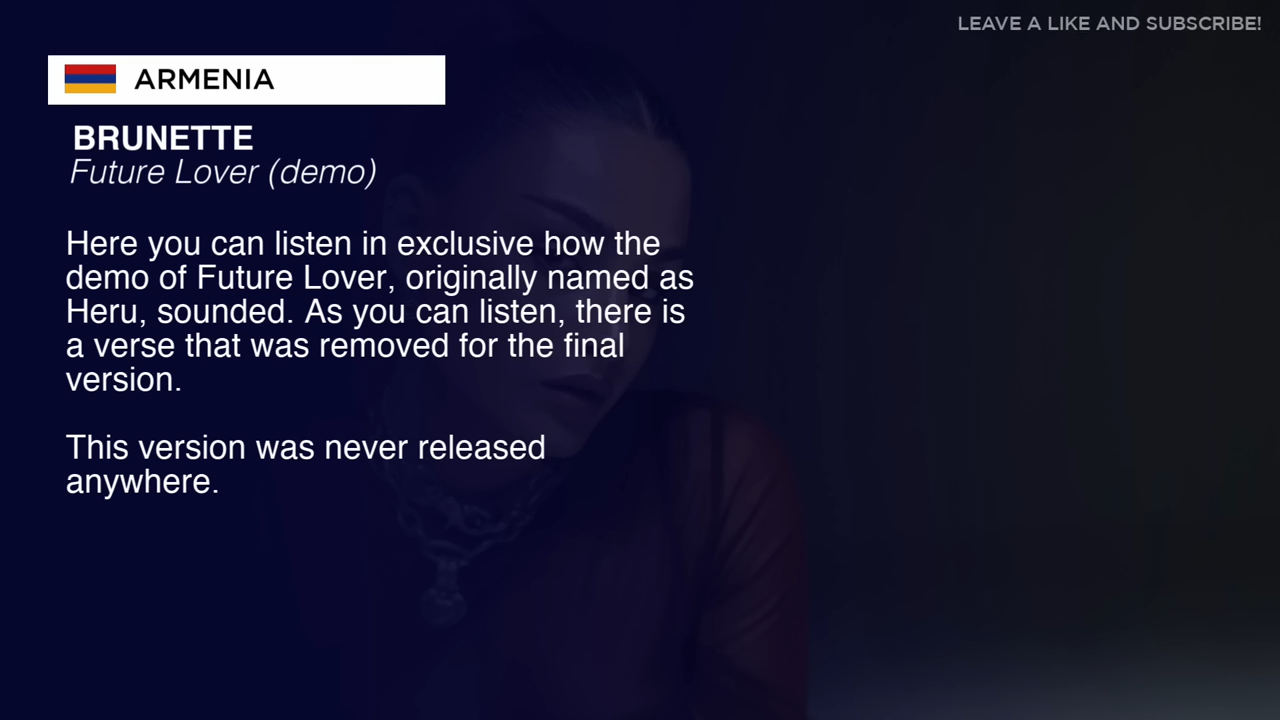 LEAVE A LIKE AND SUBSCRIBE!
ARMENIA
BRUNETTE
Future Lover (demo)
Here you can listen in exclusive how the
demo of Future Lover, originally named as
Heru, sounded. As you can listen, there is
a verse that was removed for the final
version.
This version was never released
anywhere.